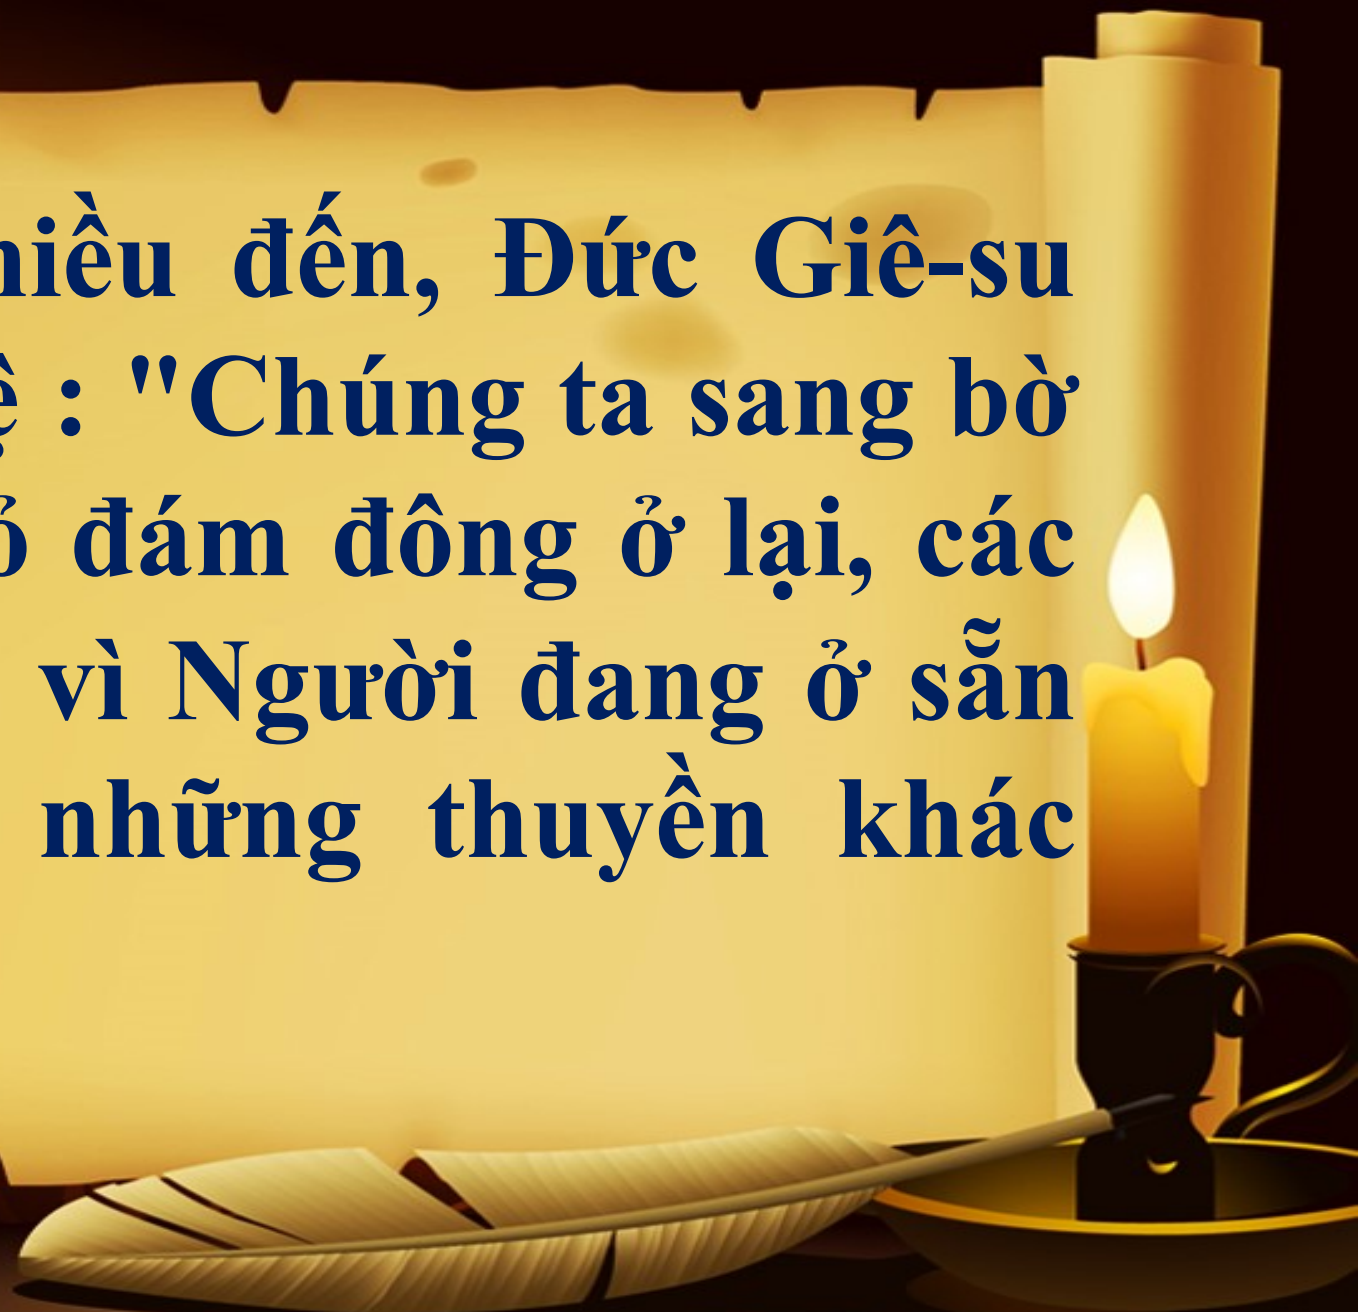 đến, Đức Giê-su
: "Chúng ta sang bờ
đám đông ở lại, các
vì Người đang ở sẵn
những thuyền khác